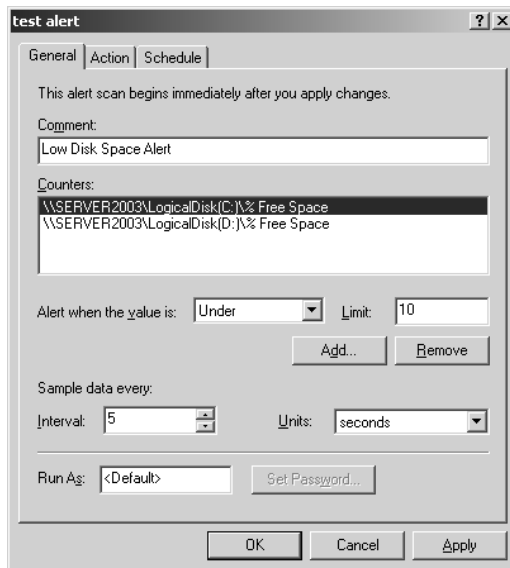 test alert
? X
General Action Schedule
This alert scan begins immediately after you apply changes.
Comment:
Low Disk Space Alert
Counters:
\\SERVER2003\LogicalDisk(C:)\% Free Space
\\SERVER2003\LogicalDisk(D:)\% Free Space
Alert when the value is: Under Limit: 10
Add... Remove
Sample data every:
Interval: 5 Units: seconds
Run As: <Default> Set Password...
OK Cancel Apply